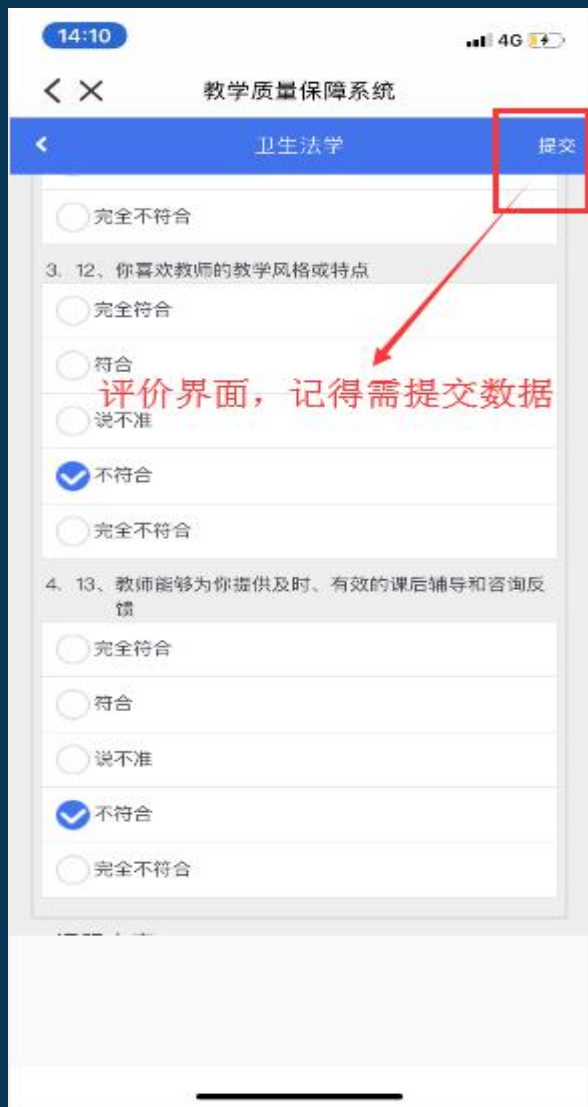 14:10
4G
教学质量保障系统
卫生法学
提交
完全不符合
3. 12、你喜欢教师的教学风格或特点
完全符合
符合
评价界面，记得需提交数据
说不准
不符合
完全不符合
4. 13、教师能够为你提供及时、有效的课后辅导和咨询反
馈
完全符合
符合
说不准
不符合
完全不符合